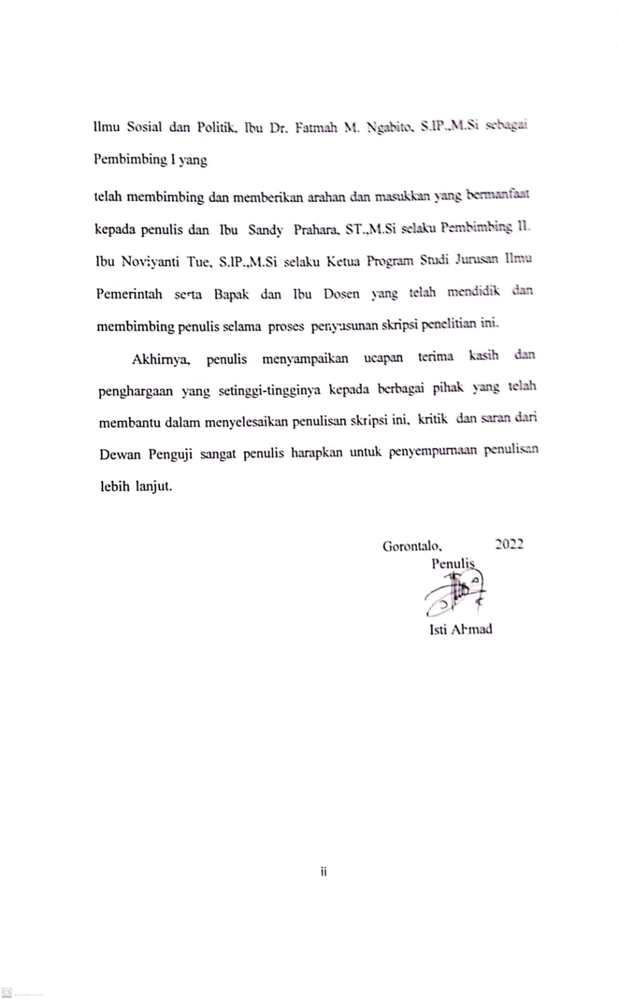 Ilmu Sosial dan Politik, Ibu Dr. Fatmah M. Ngabito, S.IP.,M.Si sebagai
Pembimbing I yang
telah membimbing dan memberikan arahan dan masukkan yang bermanfaat
kepada penulis dan Ibu Sandy Prahara, ST.,M.Si selaku Pembimbing II.
Ibu Noviyanti Tue, S.IP.,M.Si selaku Ketua Program Studi Jurusan Ilmu
Pemerintah serta Bapak dan Ibu Dosen yang telah mendidik dan
membimbing penulis selama proses penyusunan skripsi penelitian ini.
Akhirnya, penulis menyampaikan ucapan terima kasih dan
penghargaan yang setinggi-tingginya kepada berbagai pihak yang telah
membantu dalam menyelesaikan penulisan skripsi ini, kritik dan saran dari
Dewan Penguji sangat penulis harapkan untuk penyempurnaan penulisan
lebih lanjut.
Gorontalo, 2022
Penulis
Isti Ahmad
ii
CS